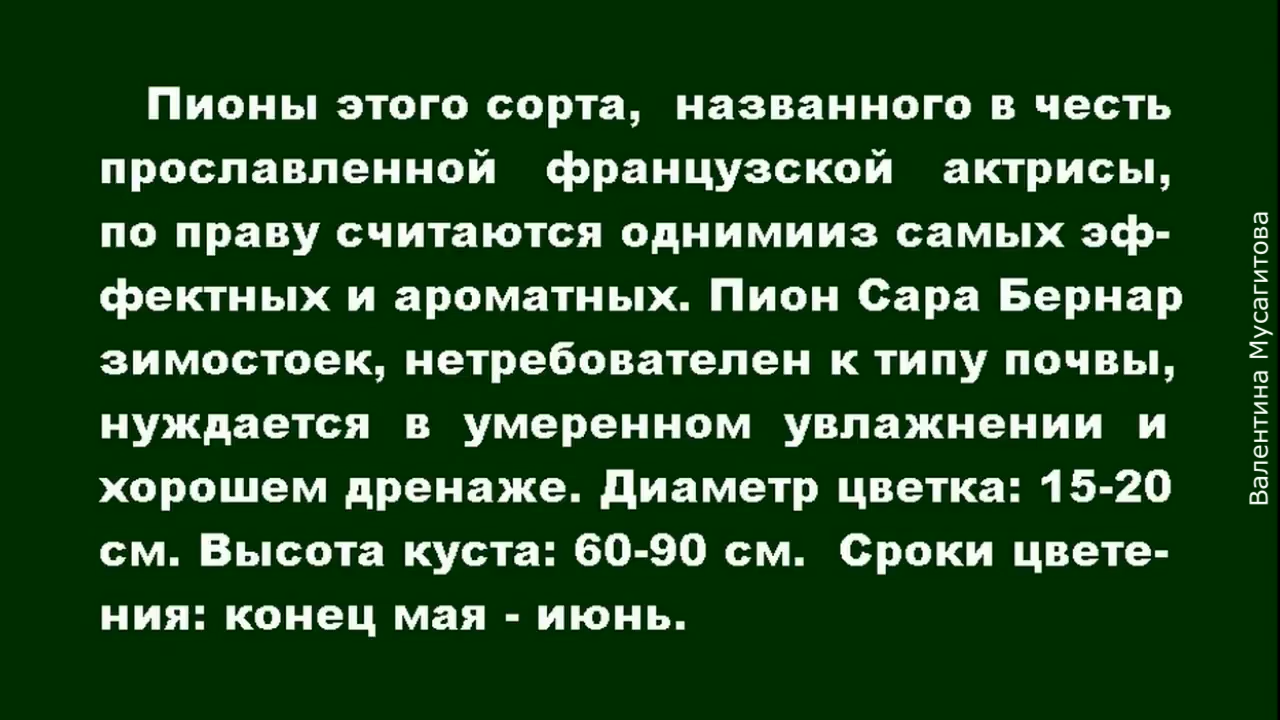 Пионы этого сорта, названного в честь
прославленной французской актрисы,
по праву считаются однимииз самых эф-
фектных и ароматных. Пион Сара Бернар
зимостоек, нетребователен к типу почвы,
нуждается в умеренном увлажнении и
хорошем дренаже. Диаметр цветка: 15-20
см. Высота куста: 60-90 см. Сроки цвете-
ния: конец мая - июнь.
Валентина Мусагитова